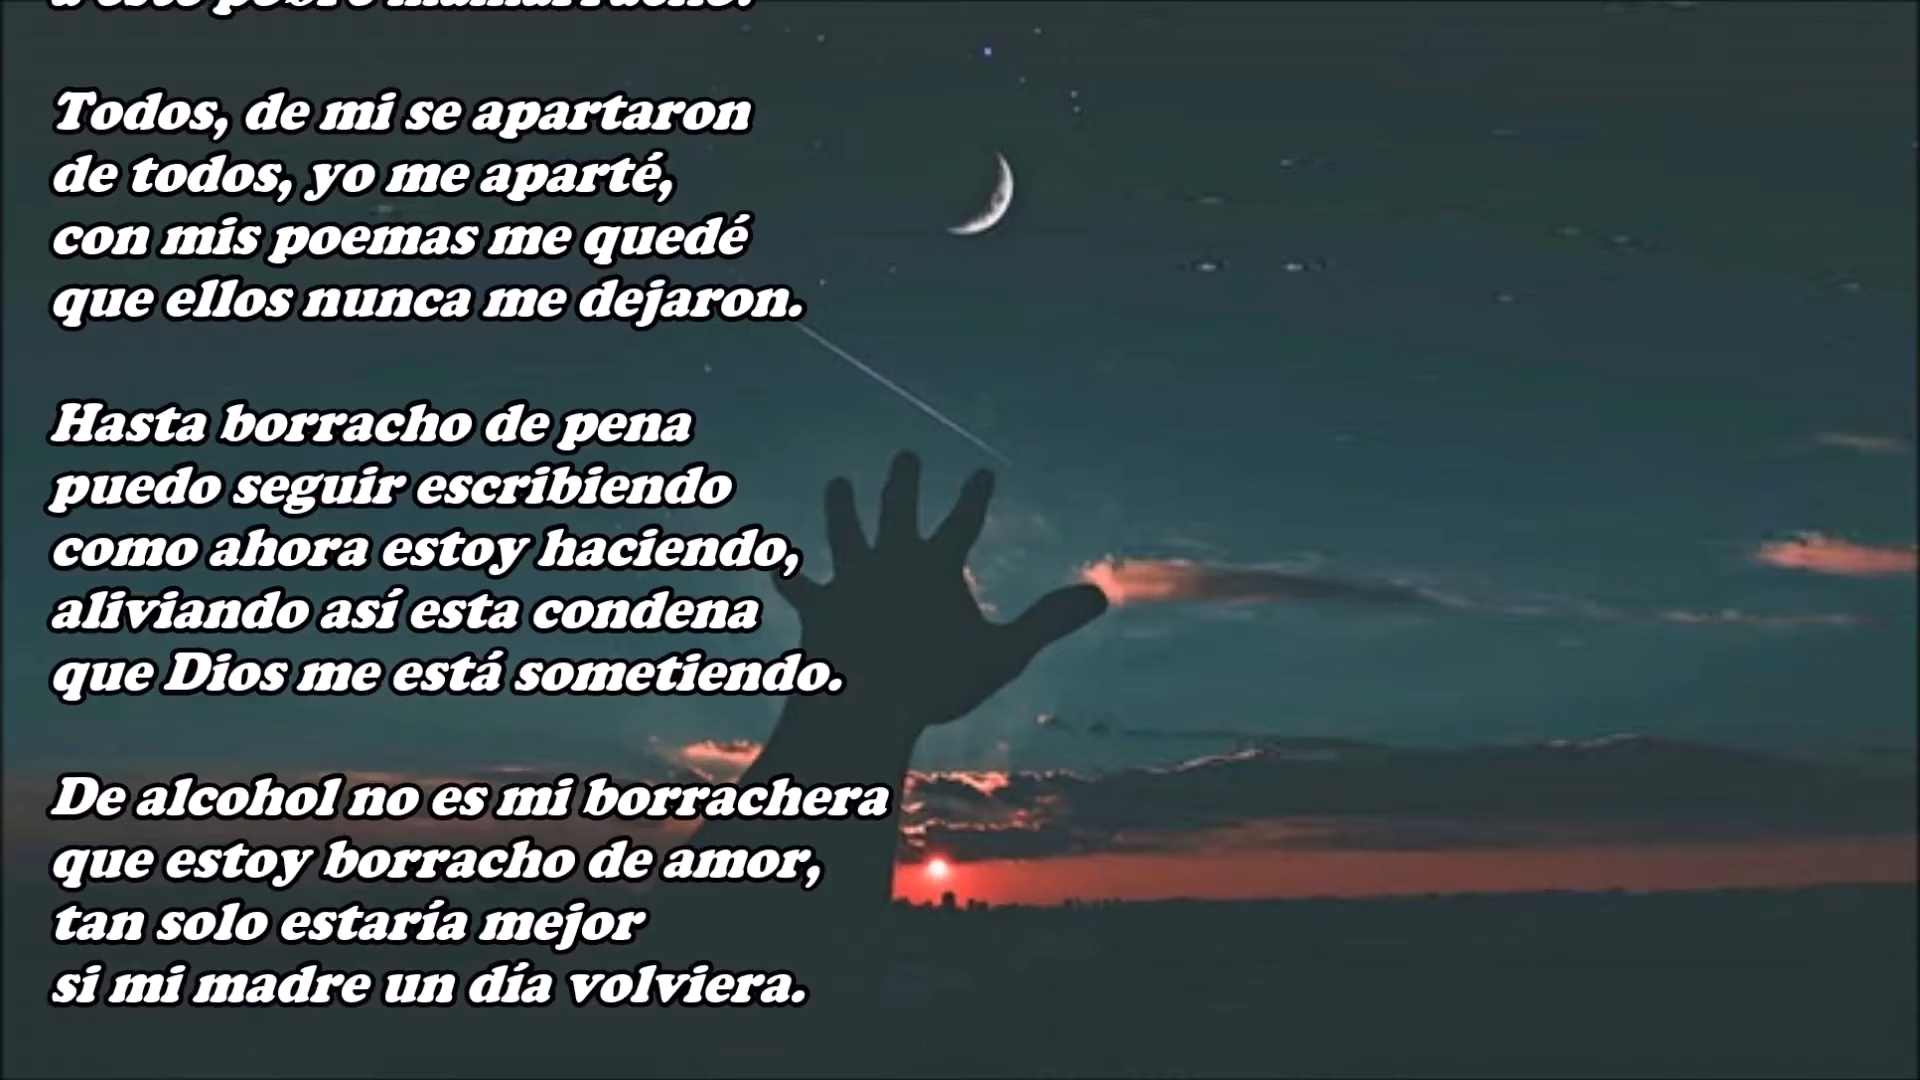 a este pobre mamarracho.
Todos, de mi se apartaron
de todos, yo me aparté,
con mis poemas me quedé
que ellos nunca me dejaron.
Hasta borracho de pena
puedo seguir escribiendo
como ahora estoy haciendo,
aliviando así esta condena
que Dios me está sometiendo.
De alcohol no es mi borrachera
que estoy borracho de amor,
tan solo estaría mejor
si mi madre un día volviera.